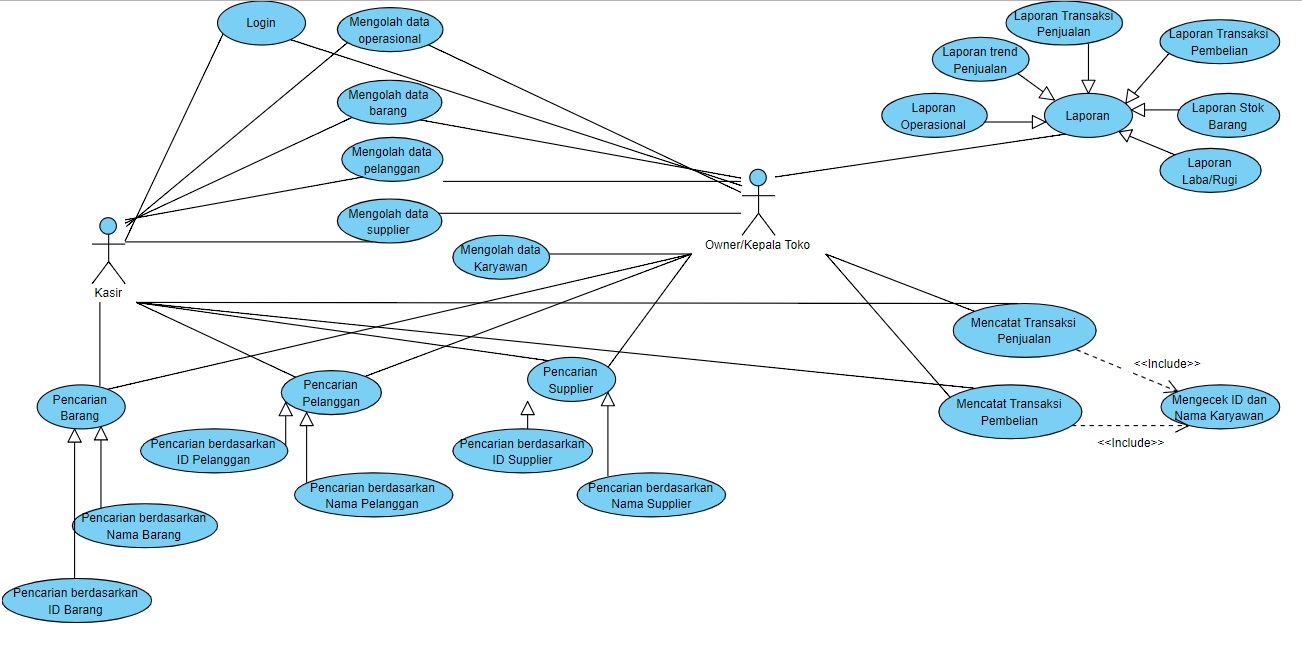 Login
Mengolah data
operasional
Mengolah data
barang
Mengolah data
pelanggan
Mengolah data
supplier
Mengolah data
Karyawan
Kasir
Owner/Kepala Toko
Laporan Transaksi
Penjualan
Laporan Transaksi
Pembelian
Laporan trend
Penjualan
Laporan
Operasional
Laporan
Laporan Stok
Barang
Laporan
Laba/Rugi
Mencatat Transaksi
Penjualan
<<Include>>
Mencatat Transaksi
Pembelian
<<Include>>
Mengecek ID dan
Nama Karyawan
Pencarian
Barang
Pencarian
Pelanggan
Pencarian
Supplier
Pencarian berdasarkan
ID Pelanggan
Pencarian berdasarkan
Nama Pelanggan
Pencarian berdasarkan
ID Supplier
Pencarian berdasarkan
Nama Supplier
Pencarian berdasarkan
Nama Barang
Pencarian berdasarkan
ID Barang